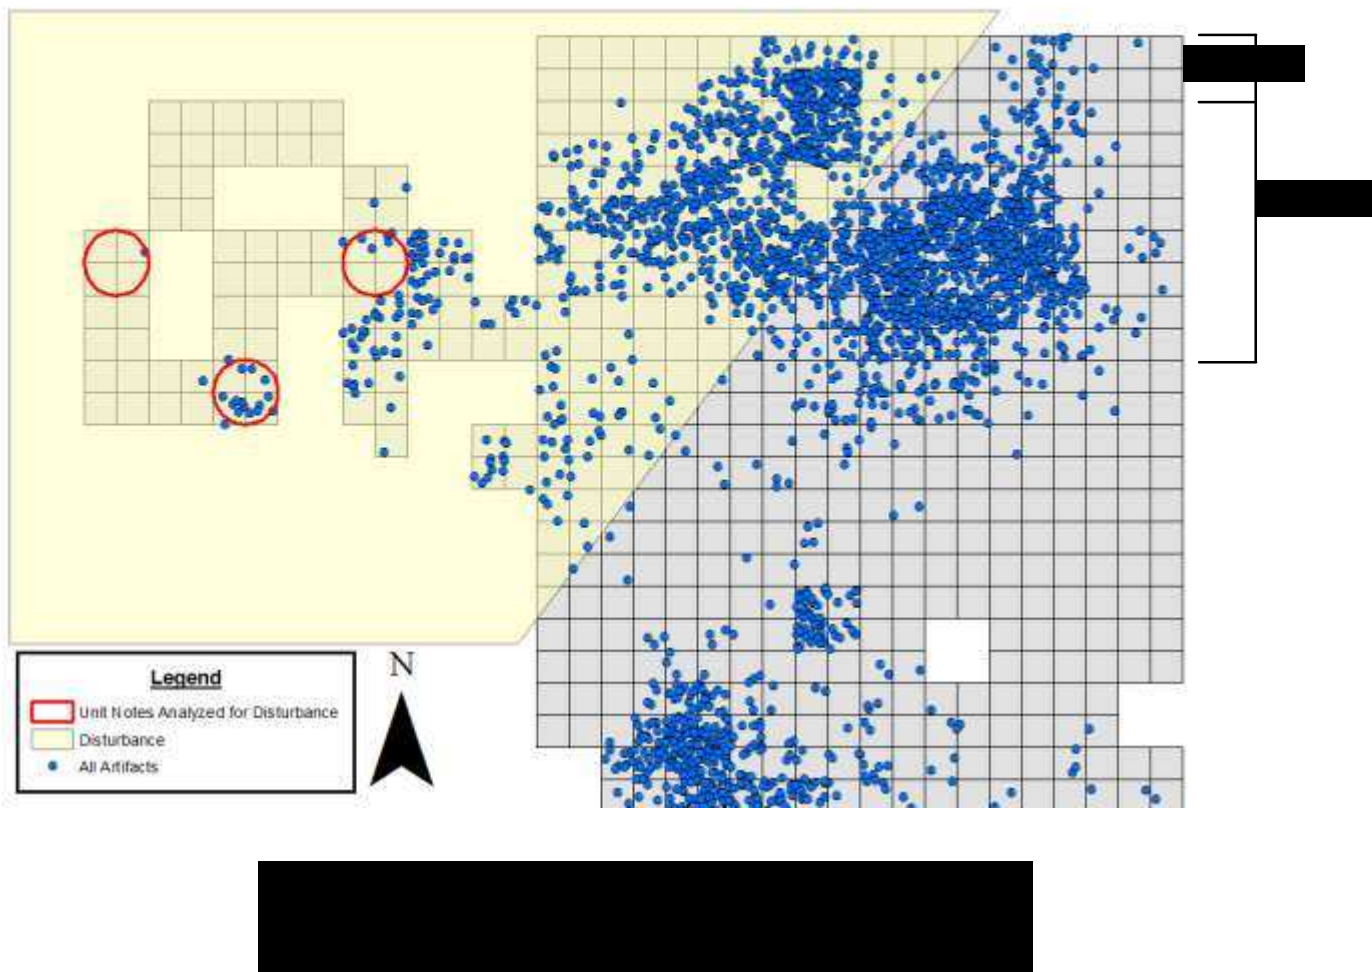 N
Legend
Unit Notes Analyzed for Disturbance
Disturbance
All Artifacts